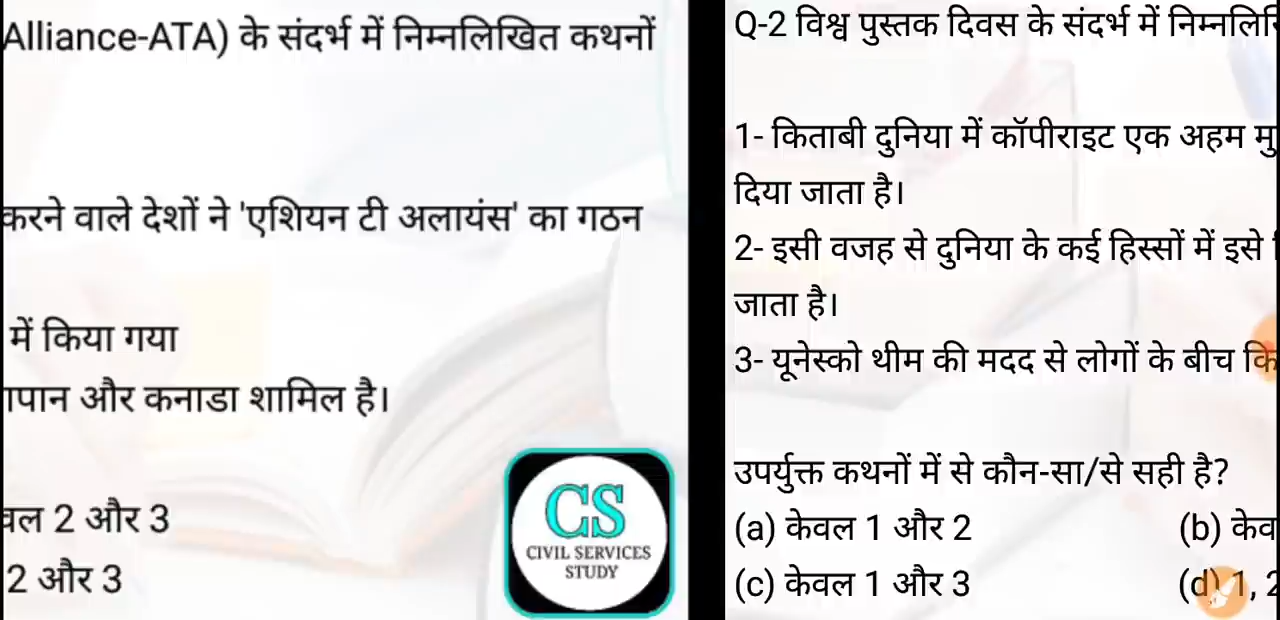 Alliance-ATA) के संदर्भ में निम्नलिखित कथनों
करने वाले देशों ने 'एशियन टी अलायंस' का गठन
में किया गया
और कनाडा शामिल है।
2 और 3
2 और 3
CS
CIVIL SERVICES
STUDY
Q-2 विश्व पुस्तक दिवस के संदर्भ में
1- किताबी दुनिया में कॉपीराइट एक अहम
दिया जाता है।
2- इसी वजह से दुनिया के कई हिस्सों में इसे
जाता है।
3- यूनेस्को थीम की मदद से लोगों के बीच
उपर्युक्त कथनों में से कौन-सा/से सही है?
(a) केवल 1 और 2 (b)
(c) केवल 1 और 3 (d) 1, 2